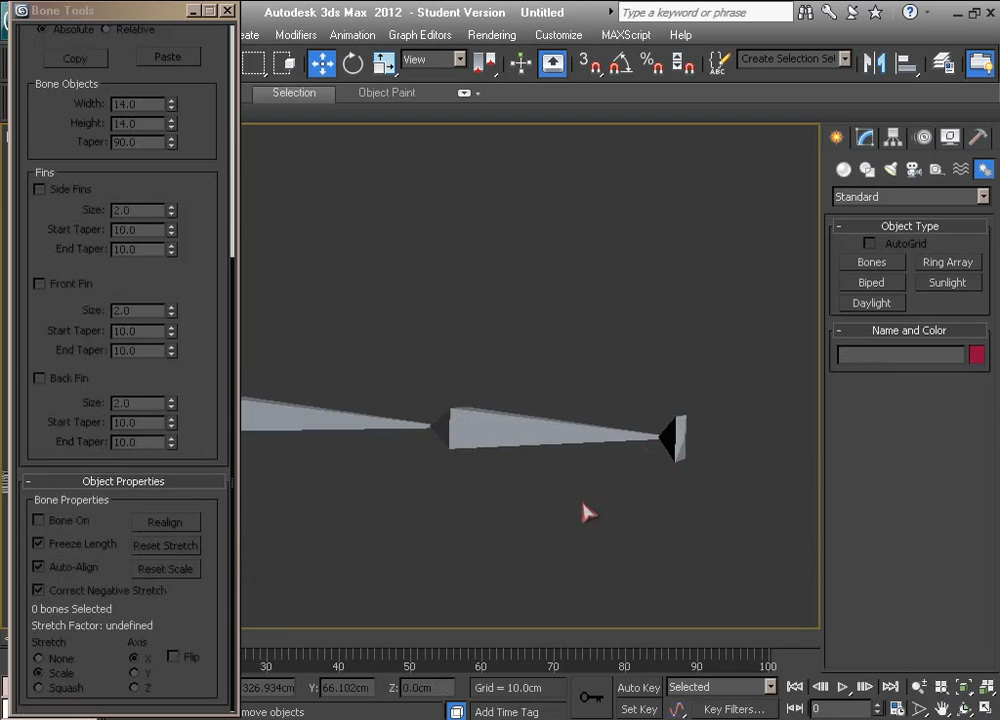 Bone Tools
Autodesk 3ds Max 2012 - Student Version Untitled
Type a keyword or phrase
Modifiers Animation Graph Editors Rendering Customize MAXScript Help
View
Create Selection Sel
Selection Object Paint
Absolute Relative
Copy Paste
Bone Objects
Width: 14.0
Height: 14.0
Taper: 90.0
Fins
Side Fins
Size: 2.0
Start Taper: 10.0
End Taper: 10.0
Front Fin
Size: 2.0
Start Taper: 10.0
End Taper: 10.0
Back Fin
Size: 2.0
Start Taper: 10.0
End Taper: 10.0
- Object Properties
Bone Properties
Bone On Realign
Freeze Length Reset Stretch
Auto-Align Reset Scale
Correct Negative Stretch
0 bones Selected
Stretch Factor: undefined
Stretch Axis
None X Flip
Scale Y
Squash Z
Standard
- Object Type
AutoGrid
Bones Ring Array
Biped Sunlight
Daylight
- Name and Color
30 40 50 60 70 80 90 100
326.934cm Y: 66.102cm Z: 0.0cm Grid = 10.0cm Auto Key Selected
move objects Add Time Tag Set Key Key Filters... 0